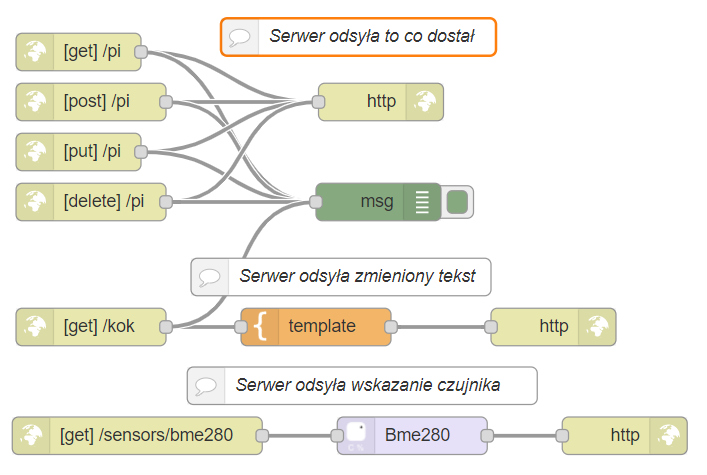 Serwer odsyła to co dostał
[get] /pi
[post] /pi
http
[put] /pi
[delete] /pi
msg
Serwer odsyła zmieniony tekst
[get] /kok
{
template
http
Serwer odsyła wskazanie czujnika
[get] /sensors/bme280
C N
Bme280
http